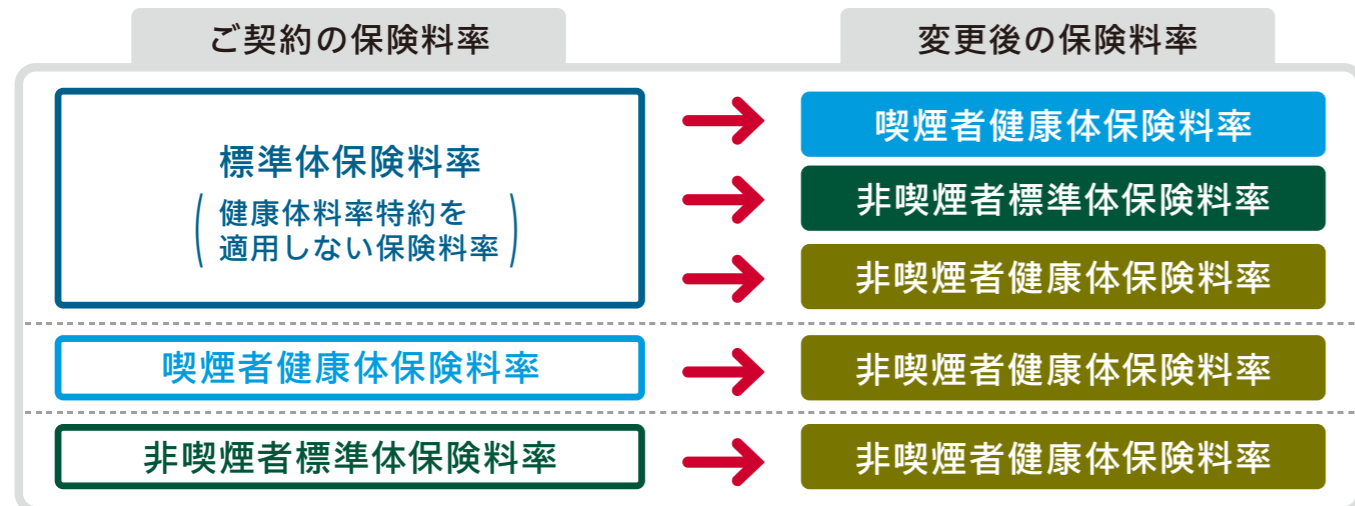 ご契約の保険料率
変更後の保険料率
標準体保険料率
(健康体料率特約を
適用しない保険料率)
喫煙者健康体保険料率
非喫煙者標準体保険料率
非喫煙者健康体保険料率
喫煙者健康体保険料率
非喫煙者健康体保険料率
非喫煙者標準体保険料率
非喫煙者健康体保険料率